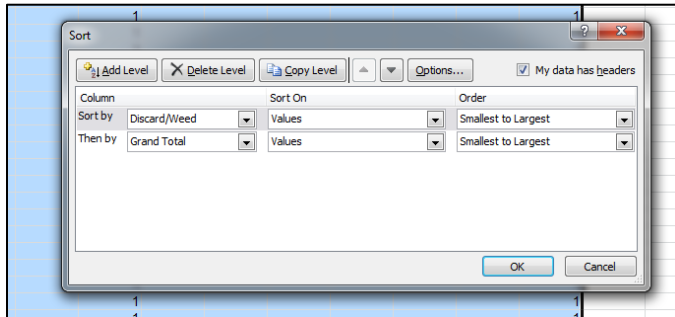 1 1
Sort
Add Level Delete Level Copy Level Options... My data has headers
Column Sort On Order
Sort by Discard/Weed Values Smallest to Largest
Then by Grand Total Values Smallest to Largest
OK Cancel
1 1